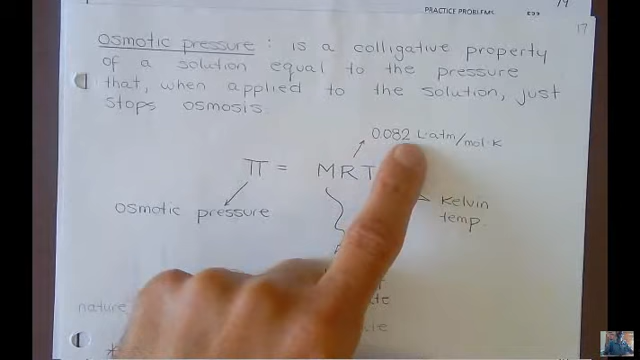 PRACTICE PROBLEMS
17
osmotic pressure : is a colligative property
of a solution equal to the pressure
that, when applied to the solution, just
stops osmosis.
0.082 L·atm/mol·K
π = MRT
osmotic pressure
Kelvin
temp.
nature